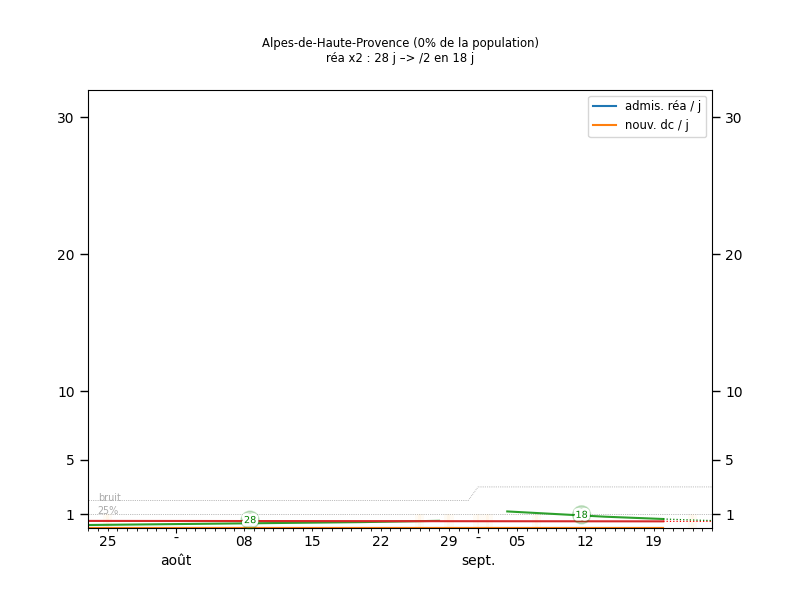 Alpes-de-Haute-Provence (0% de la population)
réa x2 : 28 j –> /2 en 18 j
admis. réa / j
nouv. dc / j
30 30
20 20
10 10
5 5
1 1
bruit
25%
28 18
25 - 08 15 22 29 - 05 12 19
août sept.